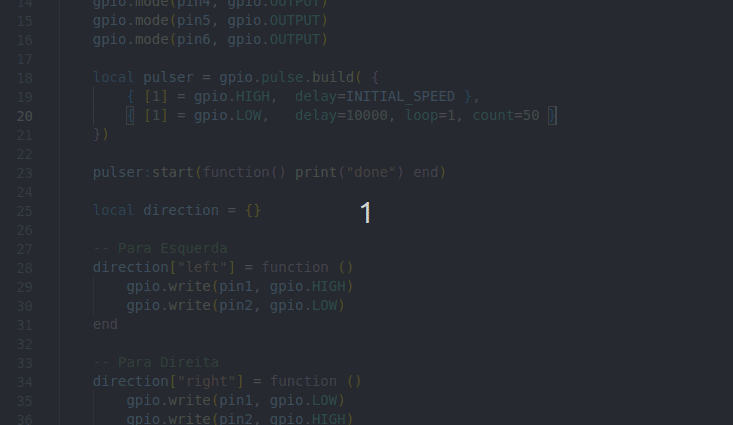 14 gpio.mode(pin4, gpio.OUTPUT)
15 gpio.mode(pin5, gpio.OUTPUT)
16 gpio.mode(pin6, gpio.OUTPUT)
17
18 local pulser = gpio.pulse.build( {
19 { [1] = gpio.HIGH,  delay=INITIAL_SPEED },
20 { [1] = gpio.LOW,   delay=10000, loop=1, count=50 }
21 })
22
23 pulser:start(function() print("done") end)
24
25 local direction = {}
1
26
27 -- Para Esquerda
28 direction["left"] = function ()
29 gpio.write(pin1, gpio.HIGH)
30 gpio.write(pin2, gpio.LOW)
31 end
32
33 -- Para Direita
34 direction["right"] = function ()
35 gpio.write(pin1, gpio.LOW)
36 gpio.write(pin2, gpio.HIGH)